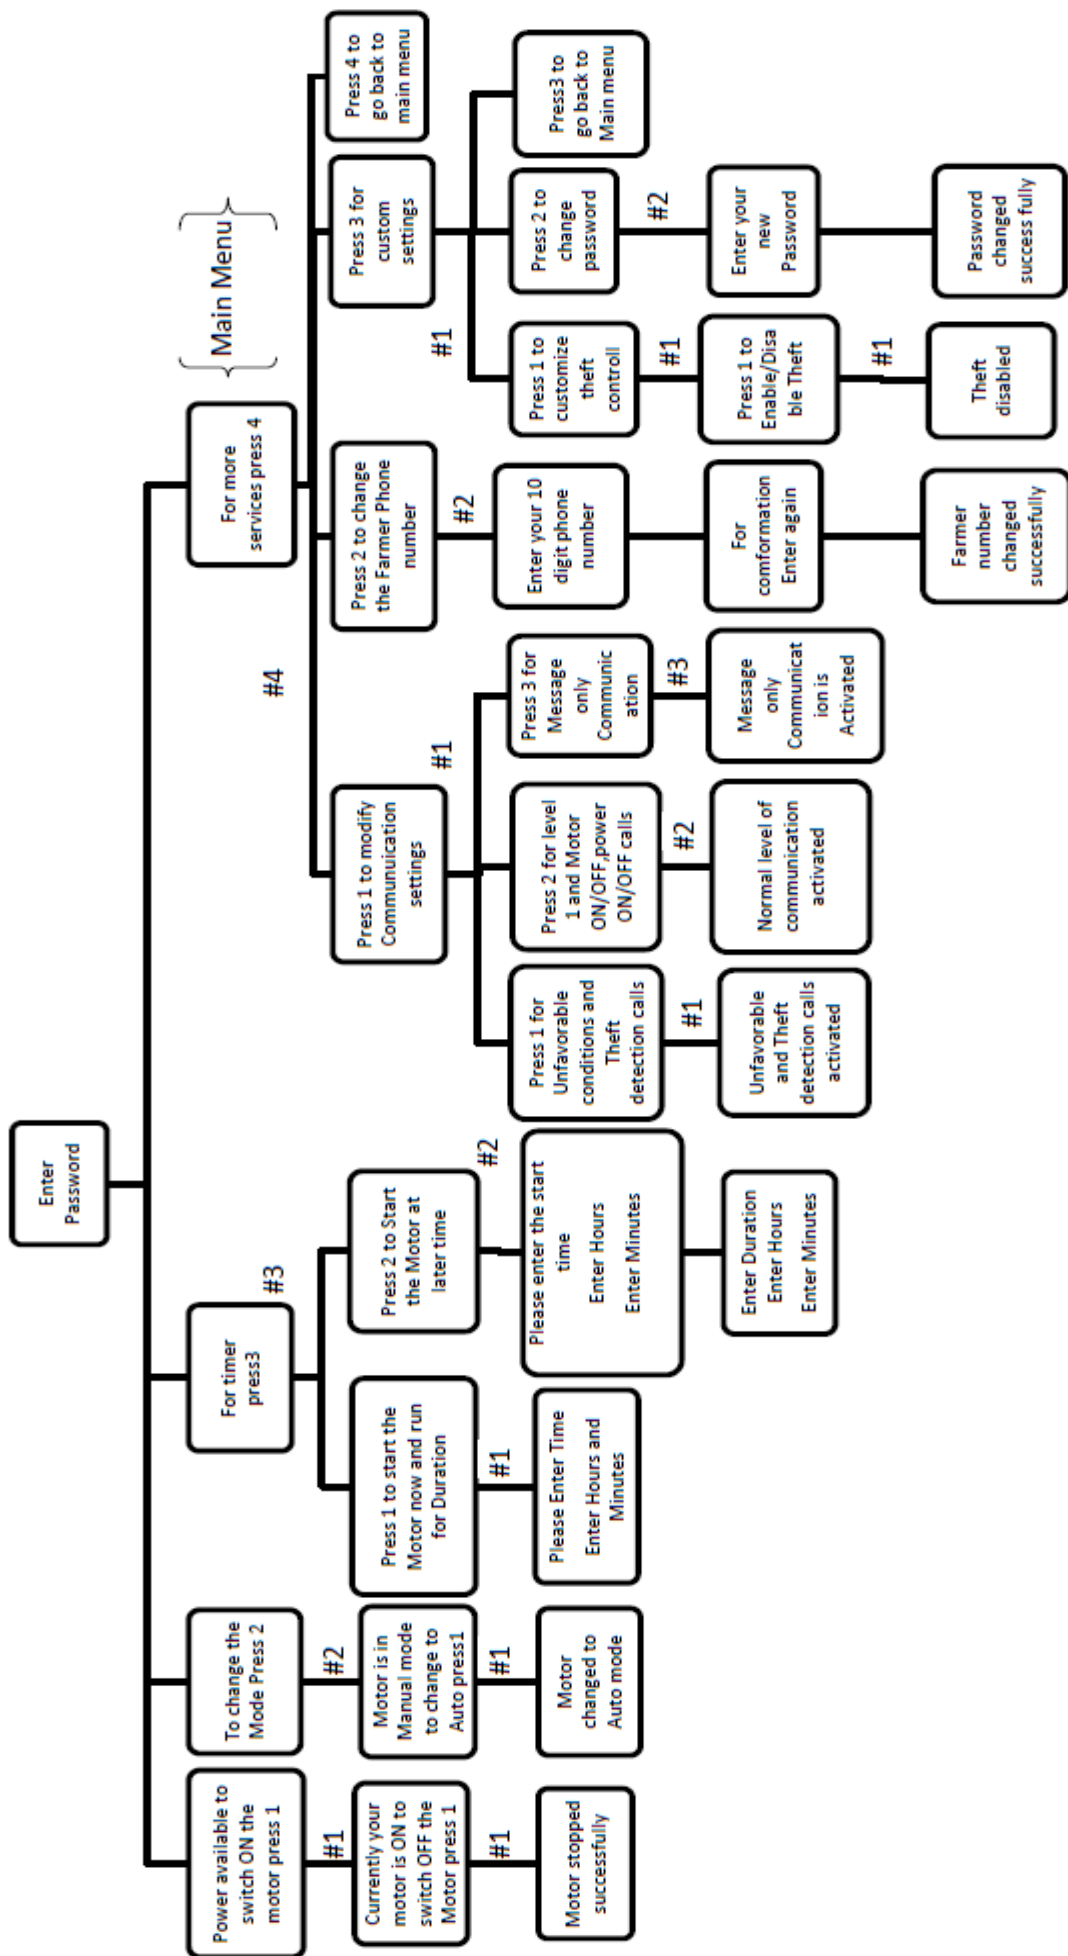 Enter
Password
{ Main Menu }
Power available to
switch ON the
motor press 1
To change the
Mode Press 2
For timer
press3
For more
services press 4
#1
#2
#3
#4
Currently your
motor is ON to
switch OFF the
Motor press 1
Motor is in
Manual mode
to change to
Auto press1
Press 1 to start the
Motor now and run
for Duration
Press 2 to Start
the Motor at
later time
Press 1 to modify
Communuication
settings
Press 2 to change
the Farmer Phone
number
Press 3 for
custom
settings
Press 4 to
go back to
main menu
#1
#1
#1
#2
#1
#2
#1
Motor stopped
successfully
Motor
changed to
Auto mode
Please Enter Time
Enter Hours and
Minutes
Please enter the start
time
Enter Hours
Enter Minutes
Press 1 for
Unfavorable
conditions and
Theft
detection calls
Press 2 for level
1 and Motor
ON/OFF,power
ON/OFF calls
Press 3 for
Message
only
Communic
ation
Enter your 10
digit phone
number
Press 1 to
customize
theft
controll
Press 2 to
change
password
Press3 to
go back to
Main menu
#1
#2
#3
#1
#2
Enter Duration
Enter Hours
Enter Minutes
Unfavorable
and Theft
detection calls
activated
Normal level of
communication
activated
Message
only
Communicat
ion is
Activated
For
comformation
Enter again
Press 1 to
Enable/Disa
ble Theft
Enter your
new
Password
#1
Farmer
number
changed
successfully
Theft
disabled
Password
changed
success fully